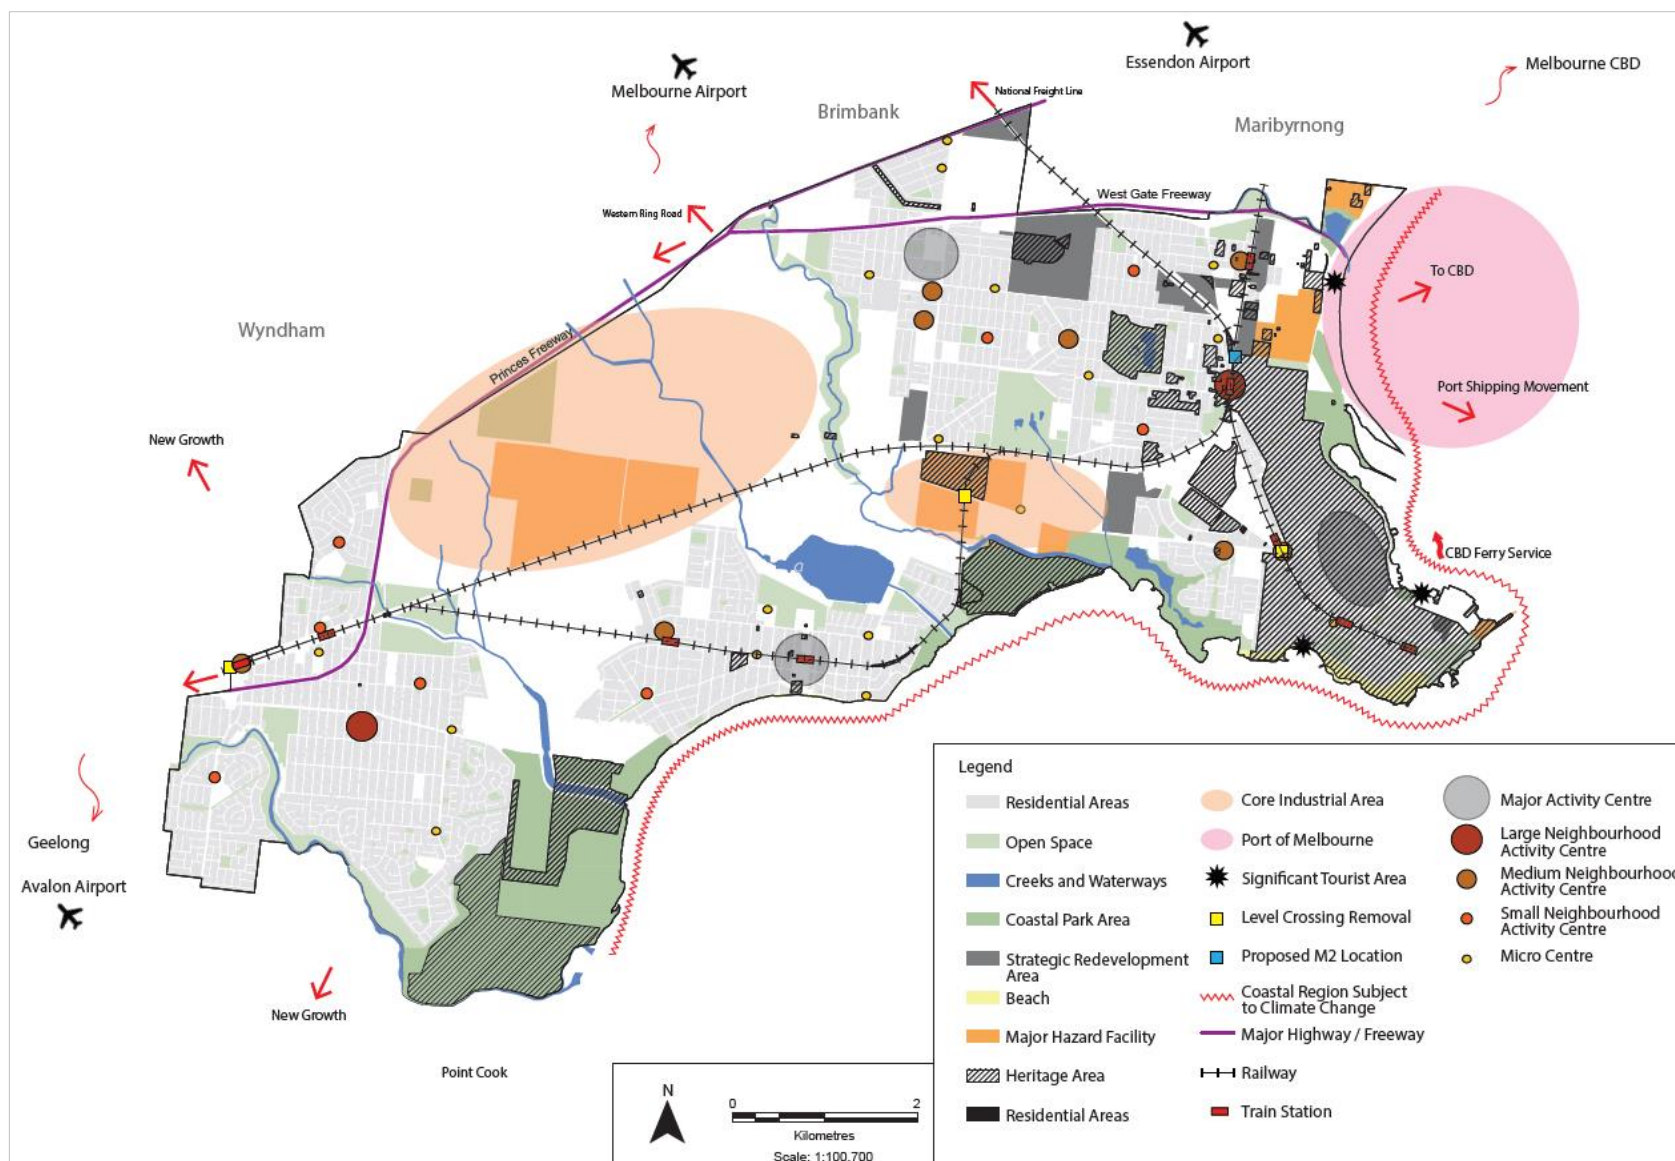 Essendon Airport
Melbourne CBD
Melbourne Airport
National Freight Line
Brimbank
Maribyrnong
West Gate Freeway
Western Ring Road
To CBD
Wyndham
Princes Freeway
Port Shipping Movement
New Growth
CBD Ferry Service
Geelong
Avalon Airport
New Growth
Point Cook
N
0 2
Kilometres
Scale: 1:100,700
Legend
Residential Areas
Open Space
Creeks and Waterways
Coastal Park Area
Strategic Redevelopment
Area
Beach
Major Hazard Facility
Heritage Area
Residential Areas
Core Industrial Area
Port of Melbourne
Significant Tourist Area
Level Crossing Removal
Proposed M2 Location
Coastal Region Subject
to Climate Change
Major Highway / Freeway
Railway
Train Station
Major Activity Centre
Large Neighbourhood
Activity Centre
Medium Neighbourhood
Activity Centre
Small Neighbourhood
Activity Centre
Micro Centre